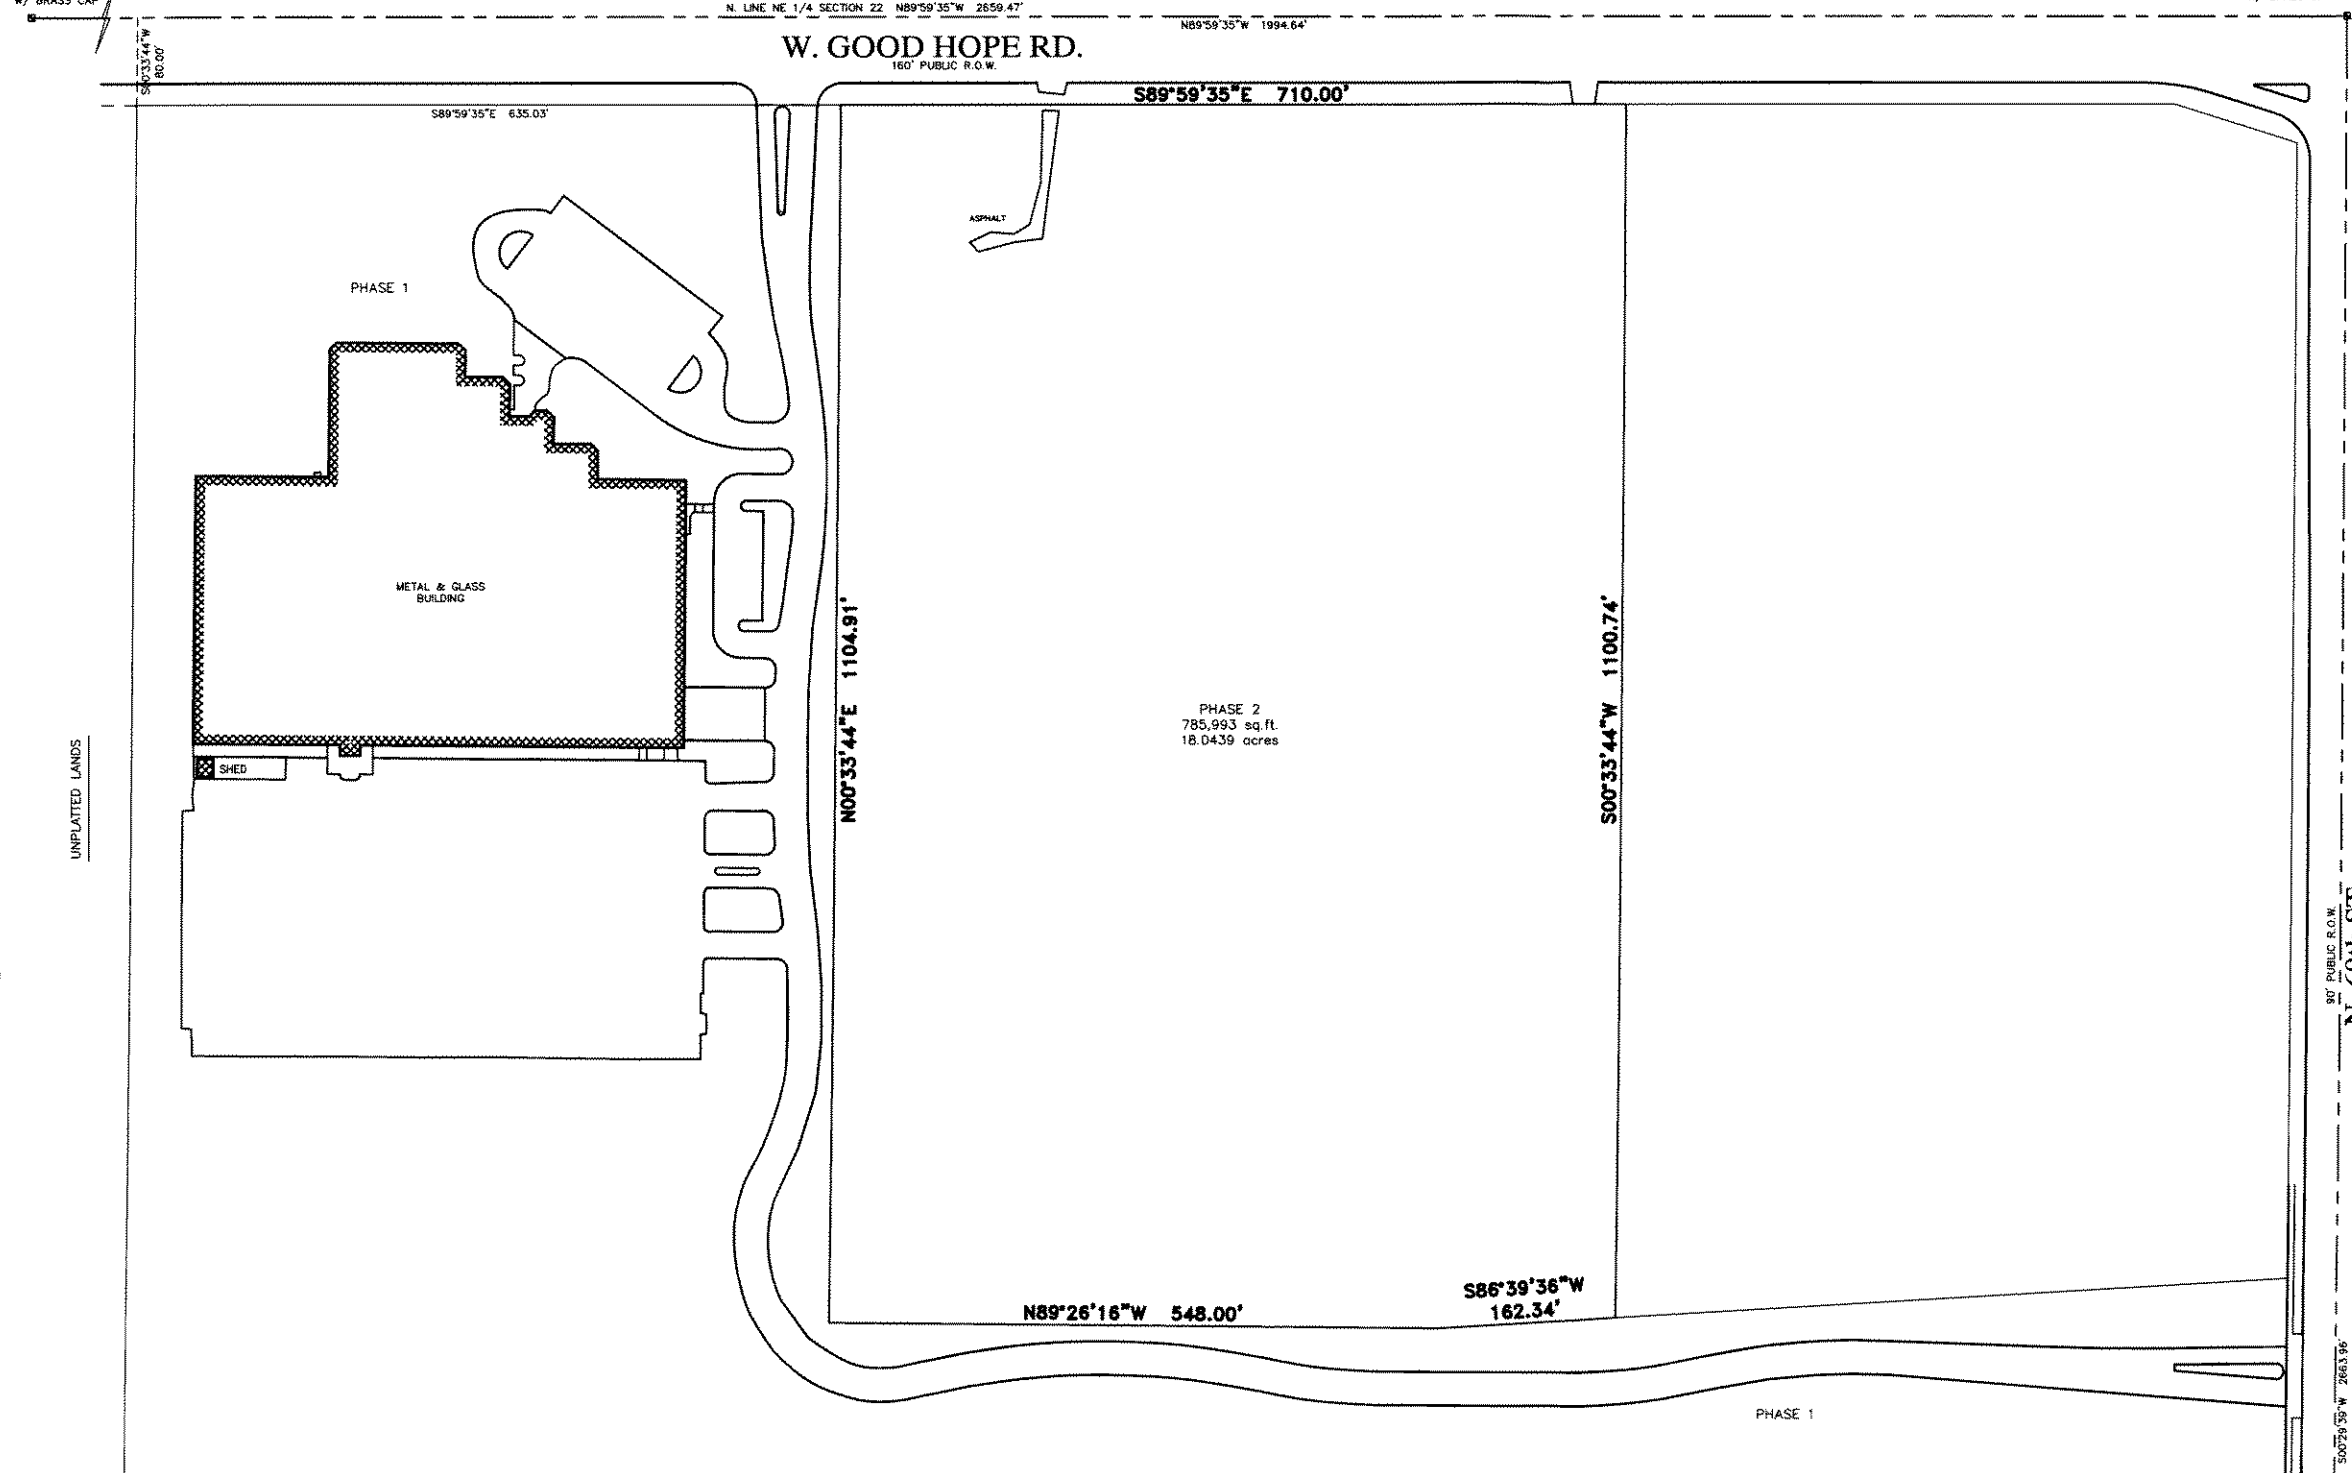 W/ BRASS CAP
N. LINE NE 1/4 SECTION 22 N89°59'35"W 2659.47'
N89°59'35"W 1994.64'
W. GOOD HOPE RD.
160' PUBLIC R.O.W.
S00°33'44"W
80.00'
S89°59'35"E 710.00'
S89°59'35"E 635.03'
ASPHALT
PHASE 1
METAL & GLASS
BUILDING
N00°33'44"E 1104.91'
S00°33'44"W 1100.74'
PHASE 2
785,993 sq.ft.
18.0439 acres
SHED
UNPLATTED LANDS
90' PUBLIC R.O.W.
S86°39'36"W
162.34'
N89°26'16"W 548.00'
PHASE 1
S00°29'39"W 2663.96'